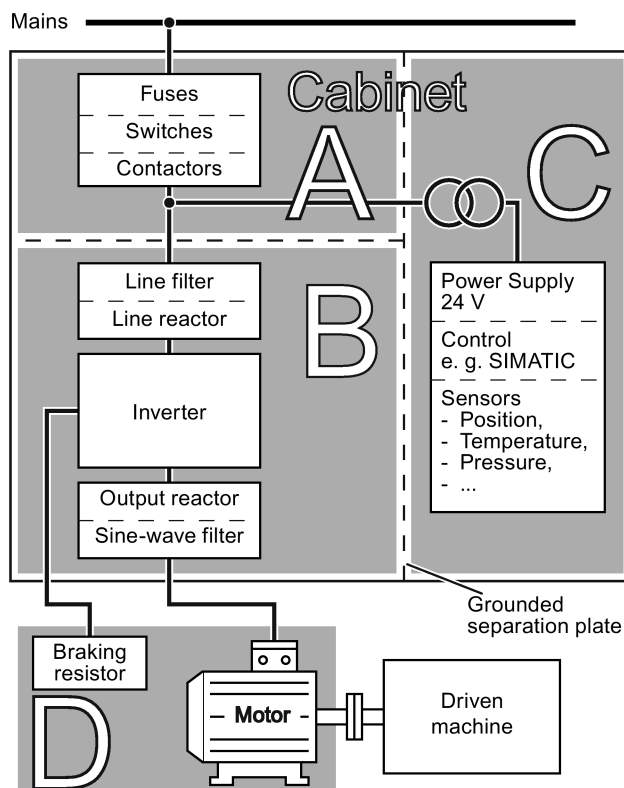 Mains
Cabinet
Fuses
Switches
Contactors
A
C
Line filter
Line reactor
B
Inverter
Output reactor
Sine-wave filter
Power Supply
24 V
Control
e. g. SIMATIC
Sensors
- Position,
- Temperature,
- Pressure,
- ...
Grounded
separation plate
Braking
resistor
D
Motor
Driven
machine